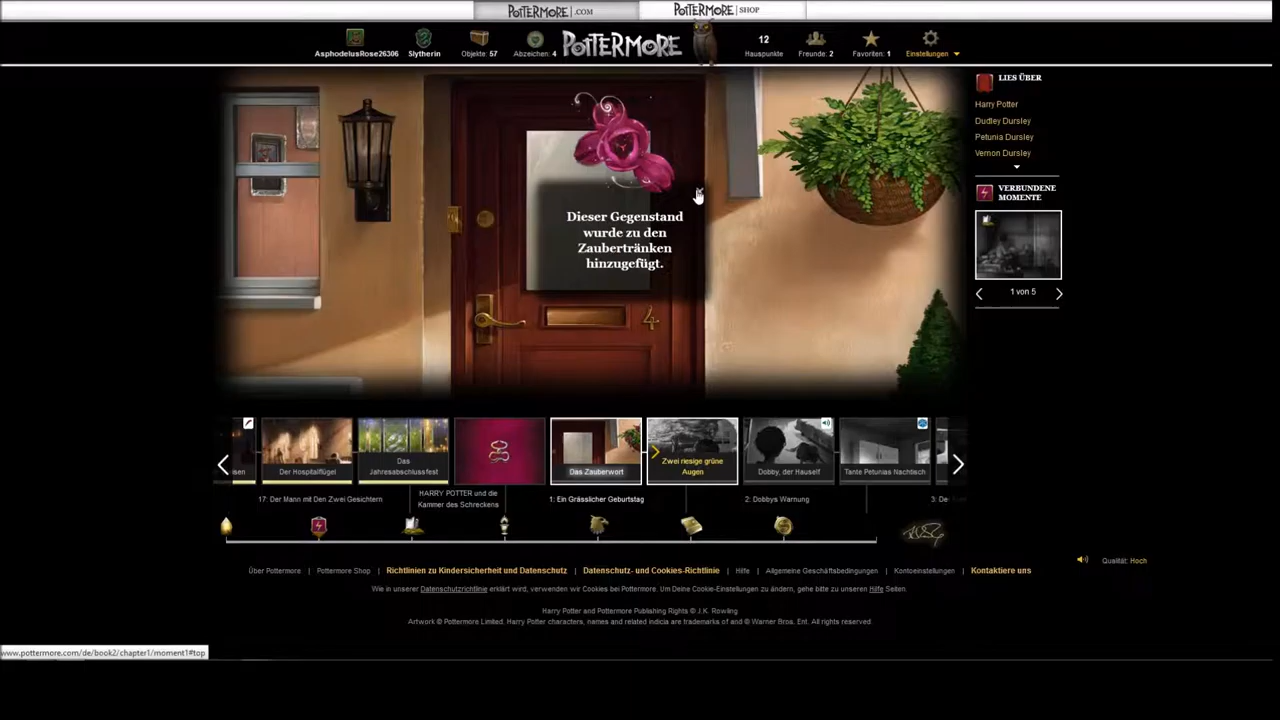 POTTERMORE .COM
POTTERMORE SHOP
AsphodelusRose26306
Slytherin
Objekte: 57
Abzeichen: 4
POTTERMORE
12
Hauspunkte
Freunde: 2
Favoriten: 1
Einstellungen
LIES ÜBER
Harry Potter
Dudley Dursley
Petunia Dursley
Vernon Dursley
VERBUNDENE
MOMENTE
1 von 5
Dieser Gegenstand
wurde zu den
Zaubertränken
hinzugefügt.
4
isen
Der Hospitalflügel
Das
Jahresabschlussfest
Das Zauberwort
Zwei riesige grüne
Augen
Dobby, der Hauself
Tante Petunias Nachtisch
17: Der Mann mit Den Zwei Gesichtern
HARRY POTTER und die
Kammer des Schreckens
1: Ein Grässlicher Geburtstag
2: Dobbys Warnung
3: De
Über Pottermore | Pottermore Shop | Richtlinien zu Kindersicherheit und Datenschutz | Datenschutz- und Cookies-Richtlinie | Hilfe | Allgemeine Geschäftsbedingungen | Kontoeinstellungen | Kontaktiere uns
Qualität: Hoch
Wie in unserer Datenschutzrichtlinie erklärt wird, verwenden wir Cookies bei Pottermore. Um Deine Cookie-Einstellungen zu ändern, gehe bitte zu unseren Hilfe Seiten.
Harry Potter and Pottermore Publishing Rights © J.K. Rowling
Artwork © Pottermore Limited. Harry Potter characters, names and related indicia are trademarks of and © Warner Bros. Ent. All rights reserved
www.pottermore.com/de/book2/chapter1/moment1#top